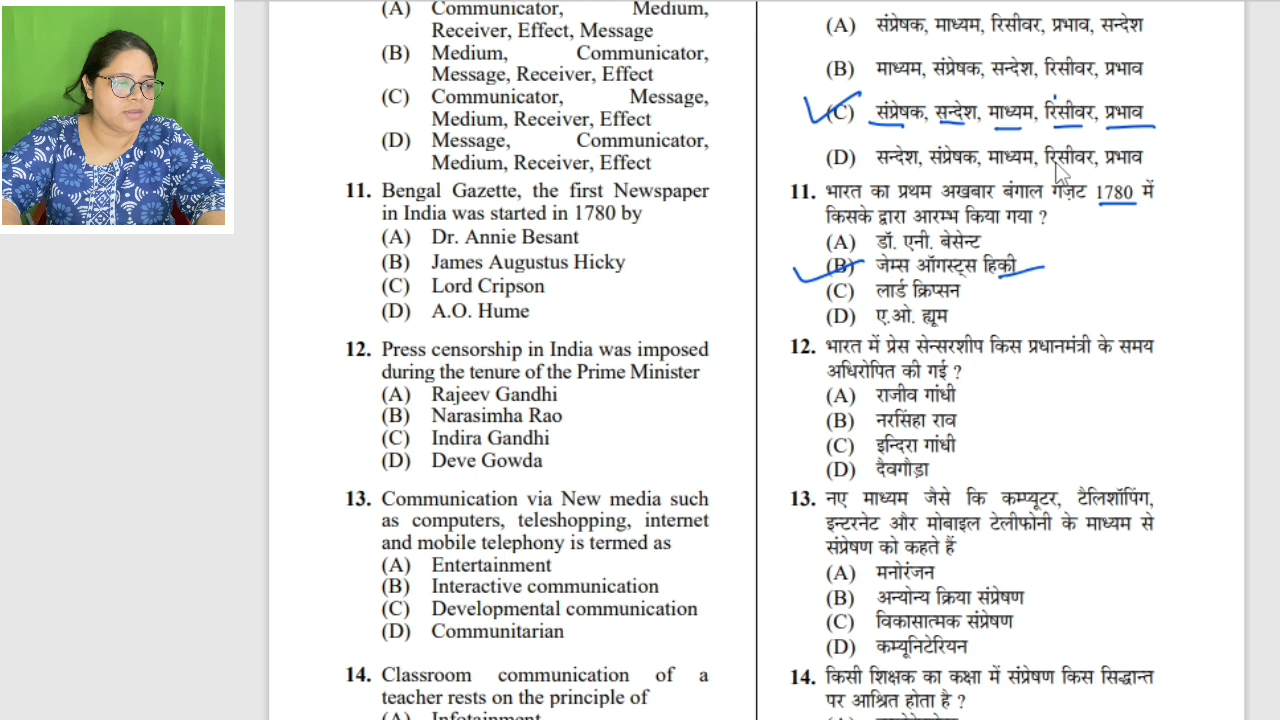 (A) Communicator, Medium,
Receiver, Effect, Message
(B) Medium, Communicator,
Message, Receiver, Effect
(C) Communicator, Message,
Medium, Receiver, Effect
(D) Message, Communicator,
Medium, Receiver, Effect
11. Bengal Gazette, the first Newspaper
in India was started in 1780 by
(A) Dr. Annie Besant
(B) James Augustus Hicky
(C) Lord Cripson
(D) A.O. Hume
12. Press censorship in India was imposed
during the tenure of the Prime Minister
(A) Rajeev Gandhi
(B) Narasimha Rao
(C) Indira Gandhi
(D) Deve Gowda
13. Communication via New media such
as computers, teleshopping, internet
and mobile telephony is termed as
(A) Entertainment
(B) Interactive communication
(C) Developmental communication
(D) Communitarian
14. Classroom communication of a
teacher rests on the principle of
(A) Infotainment
(A) संप्रेषक, माध्यम, रिसीवर, प्रभाव, सन्देश
(B) माध्यम, संप्रेषक, सन्देश, रिसीवर, प्रभाव
(C) संप्रेषक, सन्देश, माध्यम, रिसीवर, प्रभाव
(D) सन्देश, संप्रेषक, माध्यम, रिसीवर, प्रभाव
11. भारत का प्रथम अखबार बंगाल गेज़ट 1780 में
किसके द्वारा आरम्भ किया गया ?
(A) डॉ. एनी. बेसेन्ट
(B) जेम्स ऑगस्ट्स हिकी
(C) लार्ड क्रिप्सन
(D) ए.ओ. ह्यूम
12. भारत में प्रेस सेन्सरशीप किस प्रधानमंत्री के समय
अधिरोपित की गई ?
(A) राजीव गांधी
(B) नरसिंहा राव
(C) इन्दिरा गांधी
(D) दैवगौड़ा
13. नए माध्यम जैसे कि कम्प्यूटर, टैलिशॉपिंग,
इन्टरनेट और मोबाइल टेलीफोनी के माध्यम से
संप्रेषण को कहते हैं
(A) मनोरंजन
(B) अन्योन्य क्रिया संप्रेषण
(C) विकासात्मक संप्रेषण
(D) कम्यूनिटेरियन
14. किसी शिक्षक का कक्षा में संप्रेषण किस सिद्धान्त
पर आश्रित होता है ?